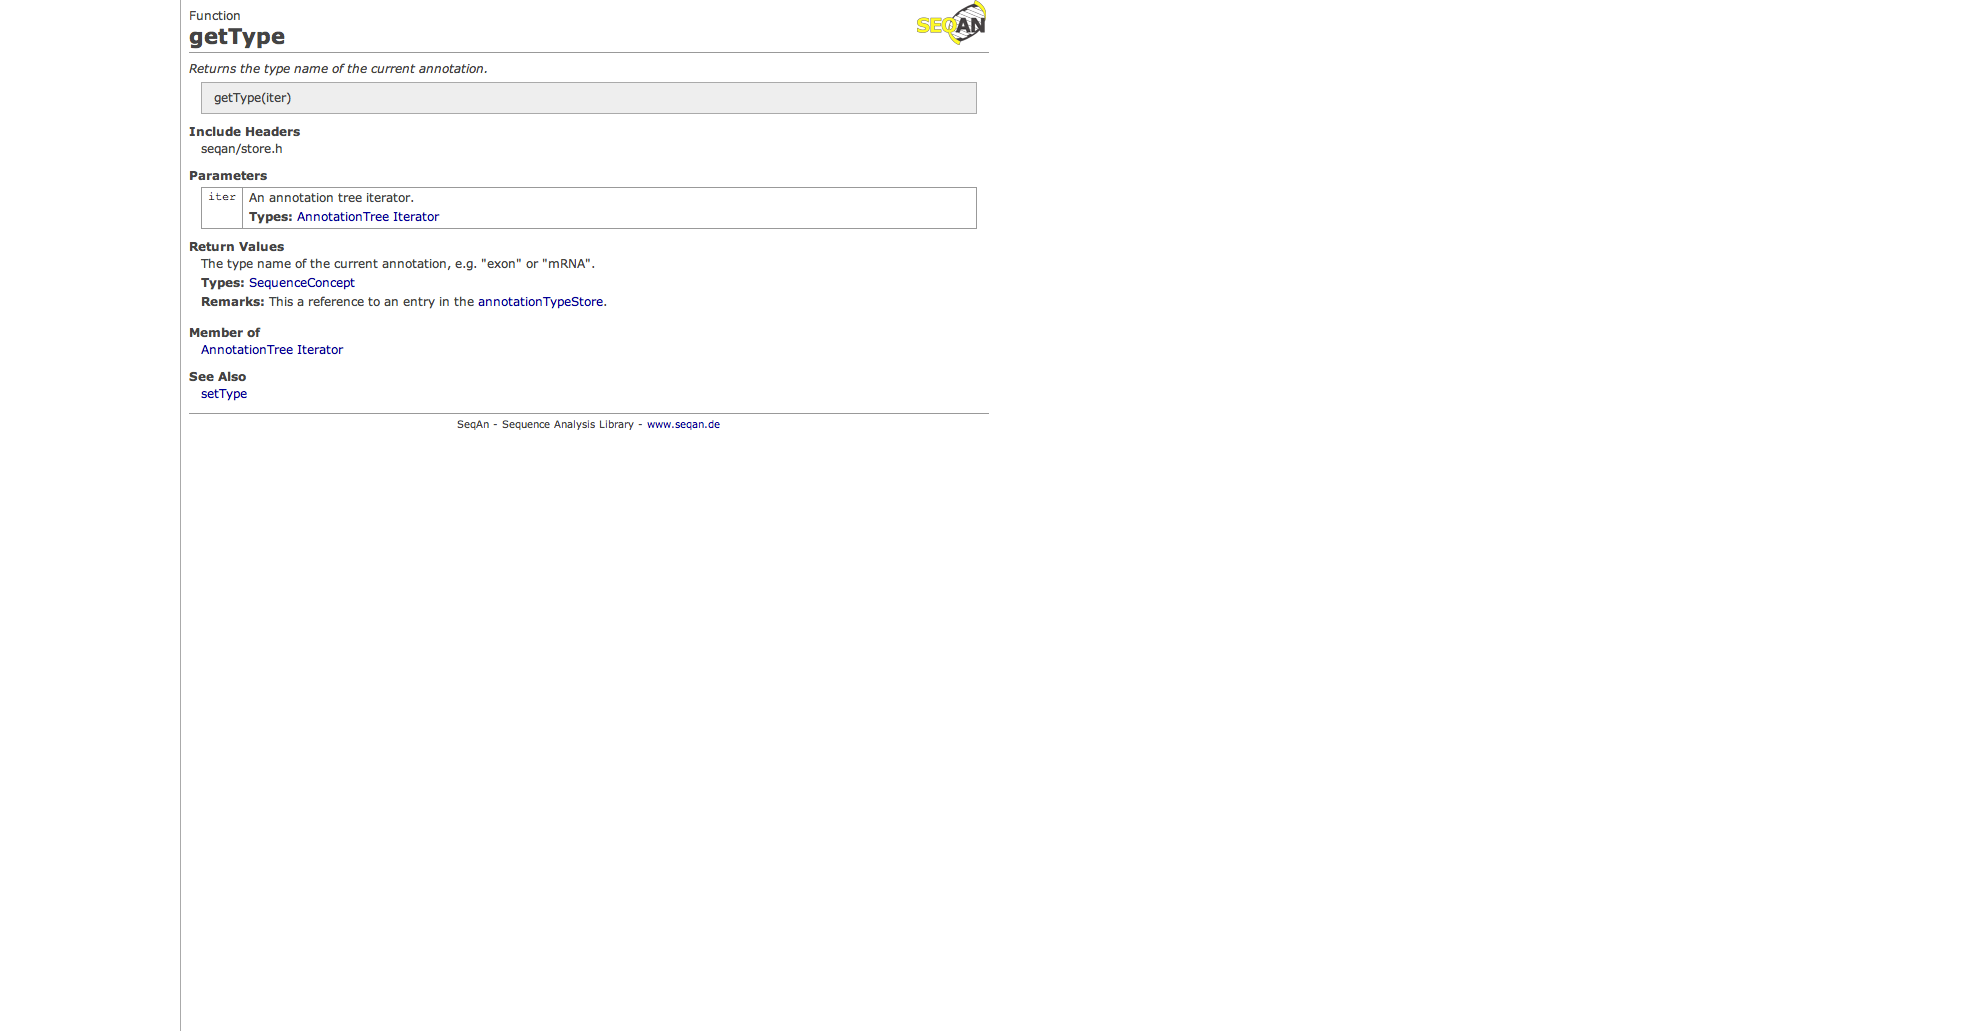 Function
SEQAN
getType
Returns the type name of the current annotation.
getType(iter)
Include Headers
seqan/store.h
Parameters
iter An annotation tree iterator.
Types: AnnotationTree Iterator
Return Values
The type name of the current annotation, e.g. "exon" or "mRNA".
Types: SequenceConcept
Remarks: This a reference to an entry in the annotationTypeStore.
Member of
AnnotationTree Iterator
See Also
setType
SeqAn - Sequence Analysis Library - www.seqan.de